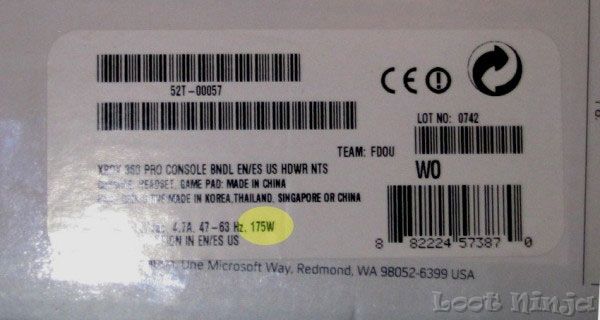 52T-00057
CE
LOT NO: 0742
TEAM: FDOU
W0
XBOX 360 PRO CONSOLE BNDL EN/ES US HDWR NTS
CONSOLE, HEADSET, GAME PAD: MADE IN CHINA
MADE IN KOREA, THAILAND, SINGAPORE OR CHINA
4.7A, 47-63 Hz, 175W
IN EN/ES US
8 82224 57387 0
One Microsoft Way, Redmond, WA 98052-6399 USA
Loot Ninja